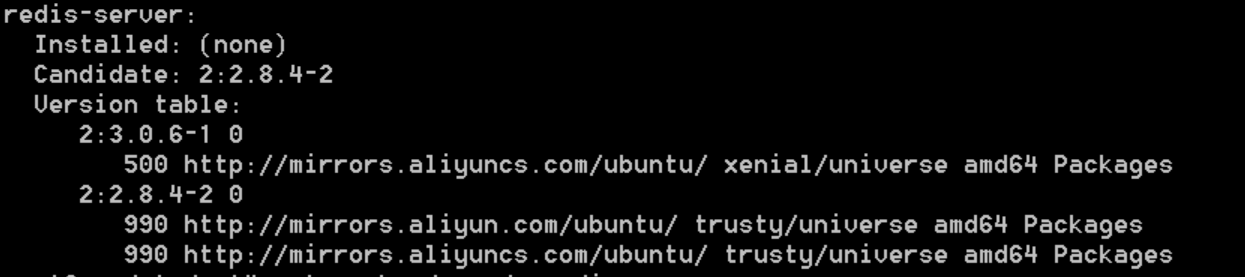 redis-server:
Installed: (none)
Candidate: 2:2.8.4-2
Version table:
2:3.0.6-1 0
500 http://mirrors.aliyuncs.com/ubuntu/ xenial/universe amd64 Packages
2:2.8.4-2 0
990 http://mirrors.aliyun.com/ubuntu/ trusty/universe amd64 Packages
990 http://mirrors.aliyuncs.com/ubuntu/ trusty/universe amd64 Packages